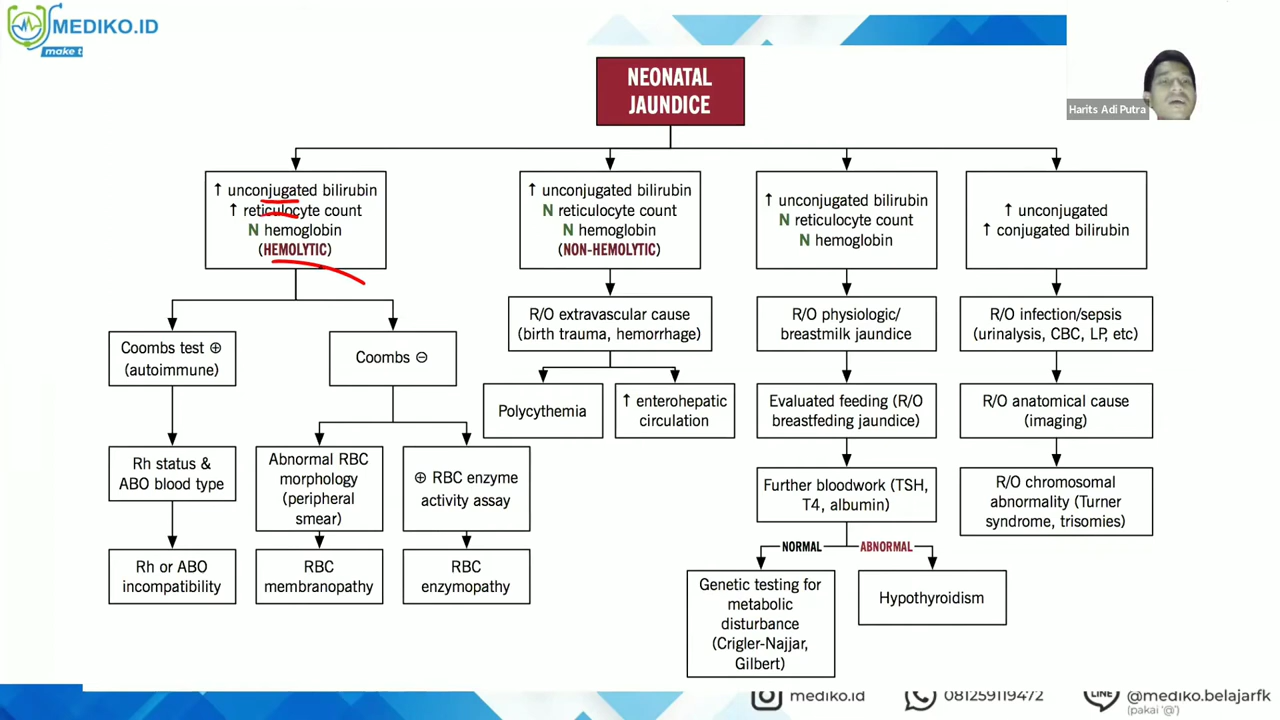 MEDIKO.ID
make t
Harits Adi Putra
NEONATAL
JAUNDICE
↑ unconjugated bilirubin
↑ reticulocyte count
N hemoglobin
(HEMOLYTIC)
↑ unconjugated bilirubin
N reticulocyte count
N hemoglobin
(NON-HEMOLYTIC)
↑ unconjugated bilirubin
N reticulocyte count
N hemoglobin
↑ unconjugated
↑ conjugated bilirubin
Coombs test ⊕
(autoimmune)
Coombs ⊖
R/O extravascular cause
(birth trauma, hemorrhage)
R/O physiologic/
breastmilk jaundice
R/O infection/sepsis
(urinalysis, CBC, LP, etc)
Polycythemia
↑ enterohepatic
circulation
Evaluated feeding (R/O
breastfeding jaundice)
R/O anatomical cause
(imaging)
Rh status &
ABO blood type
Abnormal RBC
morphology
(peripheral
smear)
⊕ RBC enzyme
activity assay
Further bloodwork (TSH,
T4, albumin)
R/O chromosomal
abnormality (Turner
syndrome, trisomies)
NORMAL
ABNORMAL
Rh or ABO
incompatibility
RBC
membranopathy
RBC
enzymopathy
Genetic testing for
metabolic
disturbance
(Crigler-Najjar,
Gilbert)
Hypothyroidism
mediko.id
081259119472
LINE
@mediko.belajarfk
(pakai '@')